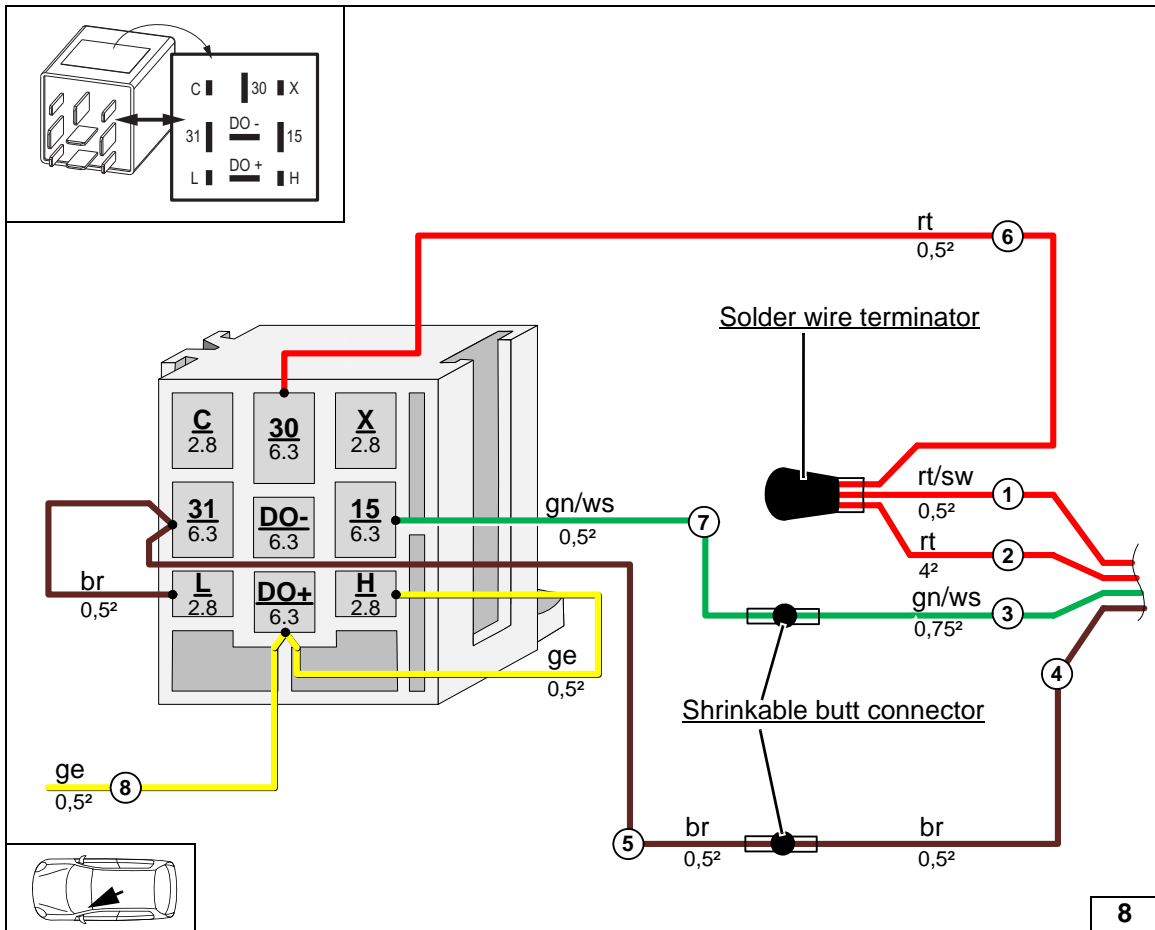 C 30 X
31 DO - 15
L DO + H
rt
0,5²
6
Solder wire terminator
C
2.8
30
6.3
X
2.8
31
6.3
DO-
6.3
15
6.3
L
2.8
DO+
6.3
H
2.8
gn/ws
0,5²
7
rt/sw
0,5²
1
rt
4²
2
gn/ws
0,75²
3
br
0,5²
ge
0,5²
4
Shrinkable butt connector
ge
0,5²
8
5
br
0,5²
br
0,5²
8